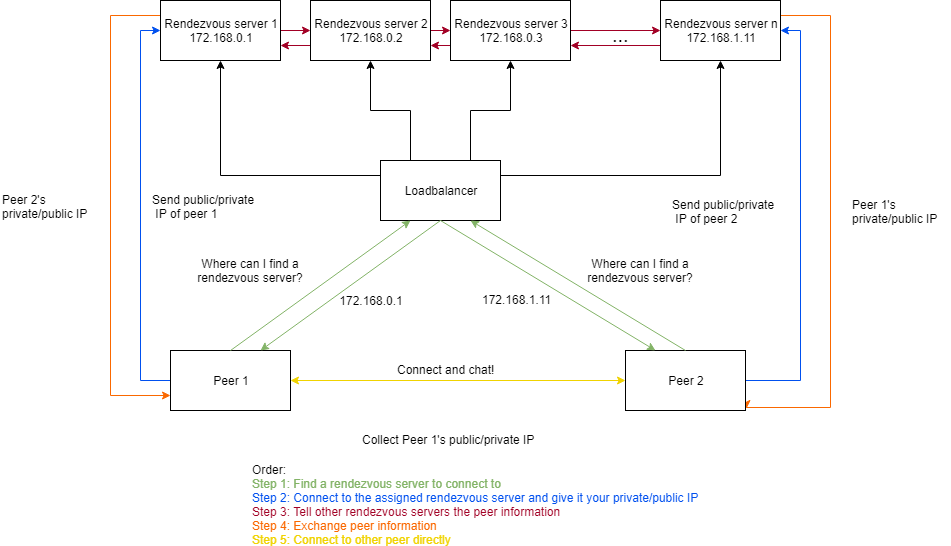 Rendezvous server 1
172.168.0.1
Rendezvous server 2
172.168.0.2
Rendezvous server 3
172.168.0.3
...
Rendezvous server n
172.168.1.11
Loadbalancer
Peer 2's
private/public IP
Send public/private
IP of peer 1
Send public/private
IP of peer 2
Peer 1's
private/public IP
Where can I find a
rendezvous server?
Where can I find a
rendezvous server?
172.168.0.1
172.168.1.11
Peer 1
Connect and chat!
Peer 2
Collect Peer 1's public/private IP
Order:
Step 1: Find a rendezvous server to connect to
Step 2: Connect to the assigned rendezvous server and give it your private/public IP
Step 3: Tell other rendezvous servers the peer information
Step 4: Exchange peer information
Step 5: Connect to other peer directly